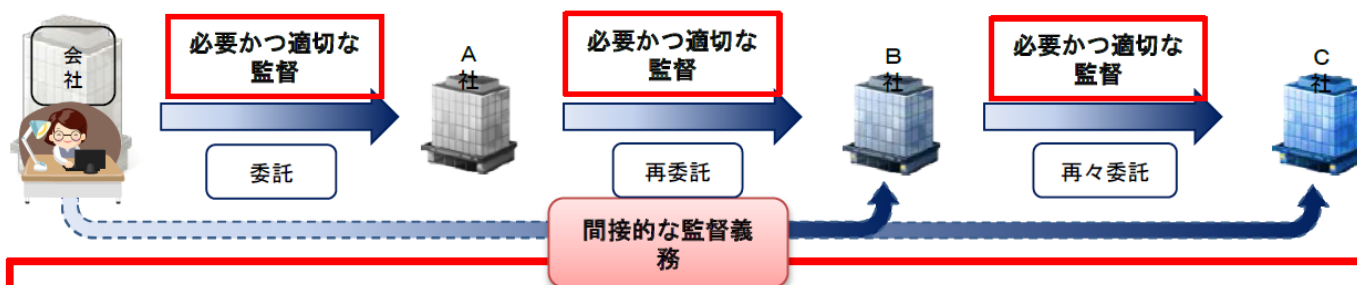 会
社
必要かつ適切な
監督
A
社
必要かつ適切な
監督
B
社
必要かつ適切な
監督
C
社
委託
再委託
再々委託
間接的な監督義
務